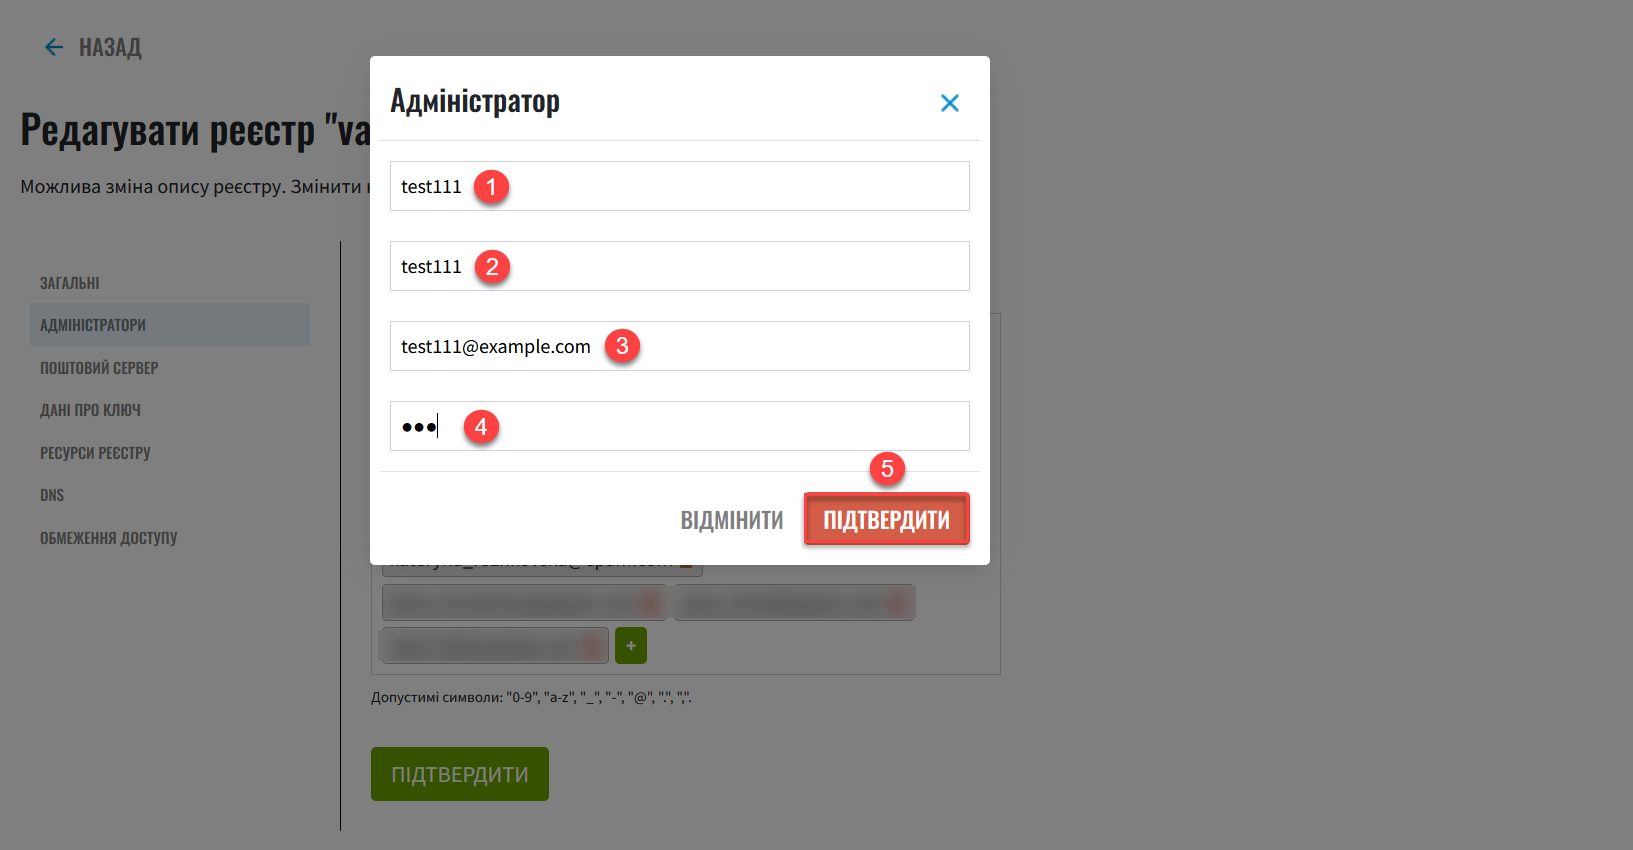 НАЗАД
Редагувати реєстр "va
Можлива зміна опису реєстру. Змінити
ЗАГАЛЬНІ
АДМІНІСТРАТОРИ
ПОШТОВИЙ СЕРВЕР
ДАНІ ПРО КЛЮЧ
РЕСУРСИ РЕЄСТРУ
DNS
ОБМЕЖЕННЯ ДОСТУПУ
Адміністратор
test111 1
test111 2
test111@example.com 3
●●● 4
5
ВІДМІНИТИ ПІДТВЕРДИТИ
+
Допустимі символи: "0-9", "a-z", "_", "-", "@", ".", ",".
ПІДТВЕРДИТИ